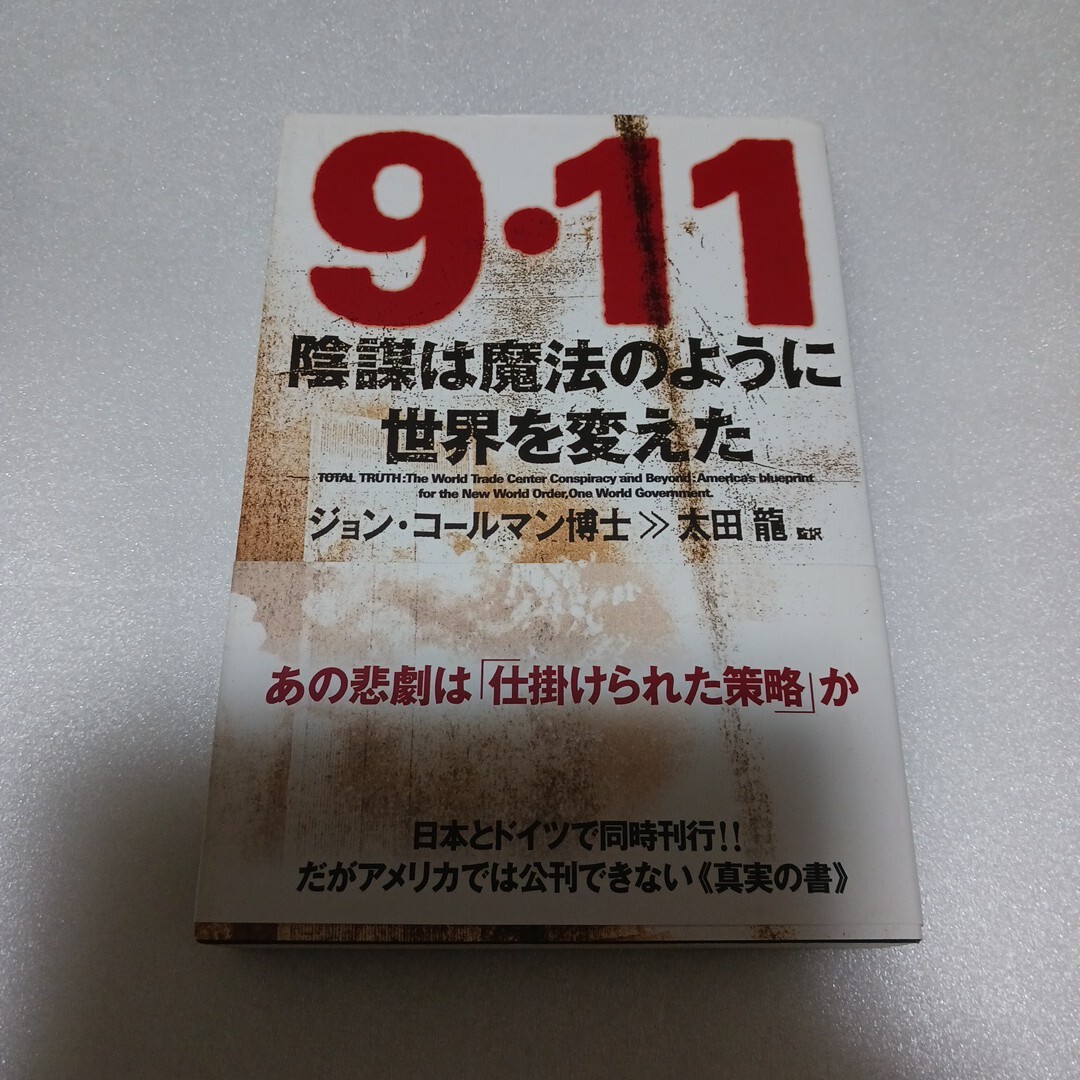 9・11
陰謀は魔法のように
世界を変えた
TOTAL TRUTH:The World Trade Center Conspiracy and Beyond:America's blueprint
for the New World Order,One World Government.
ジョン・コールマン博士≫太田 龍 監訳
あの悲劇は「仕掛けられた策略」か
日本とドイツで同時刊行!!
だがアメリカでは公刊できない《真実の書》